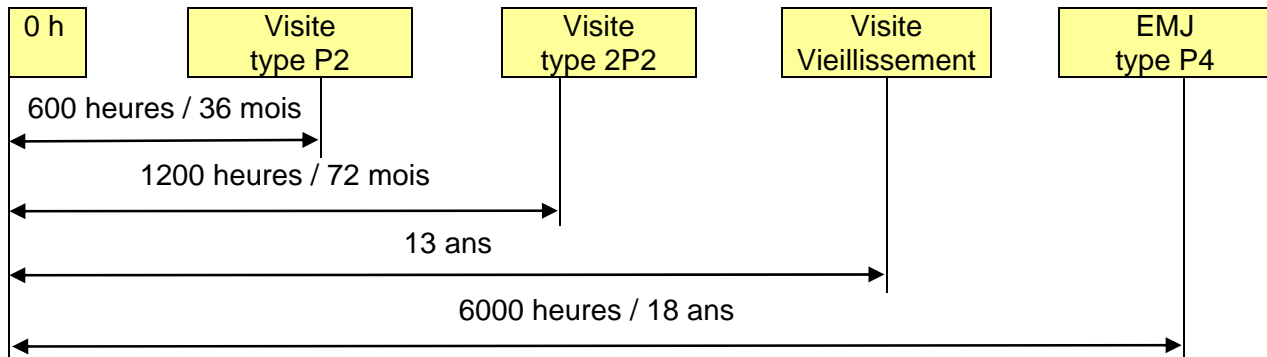 0 h
Visite
type P2
Visite
type 2P2
Visite
Vieillissement
EMJ
type P4
600 heures / 36 mois
1200 heures / 72 mois
13 ans
6000 heures / 18 ans